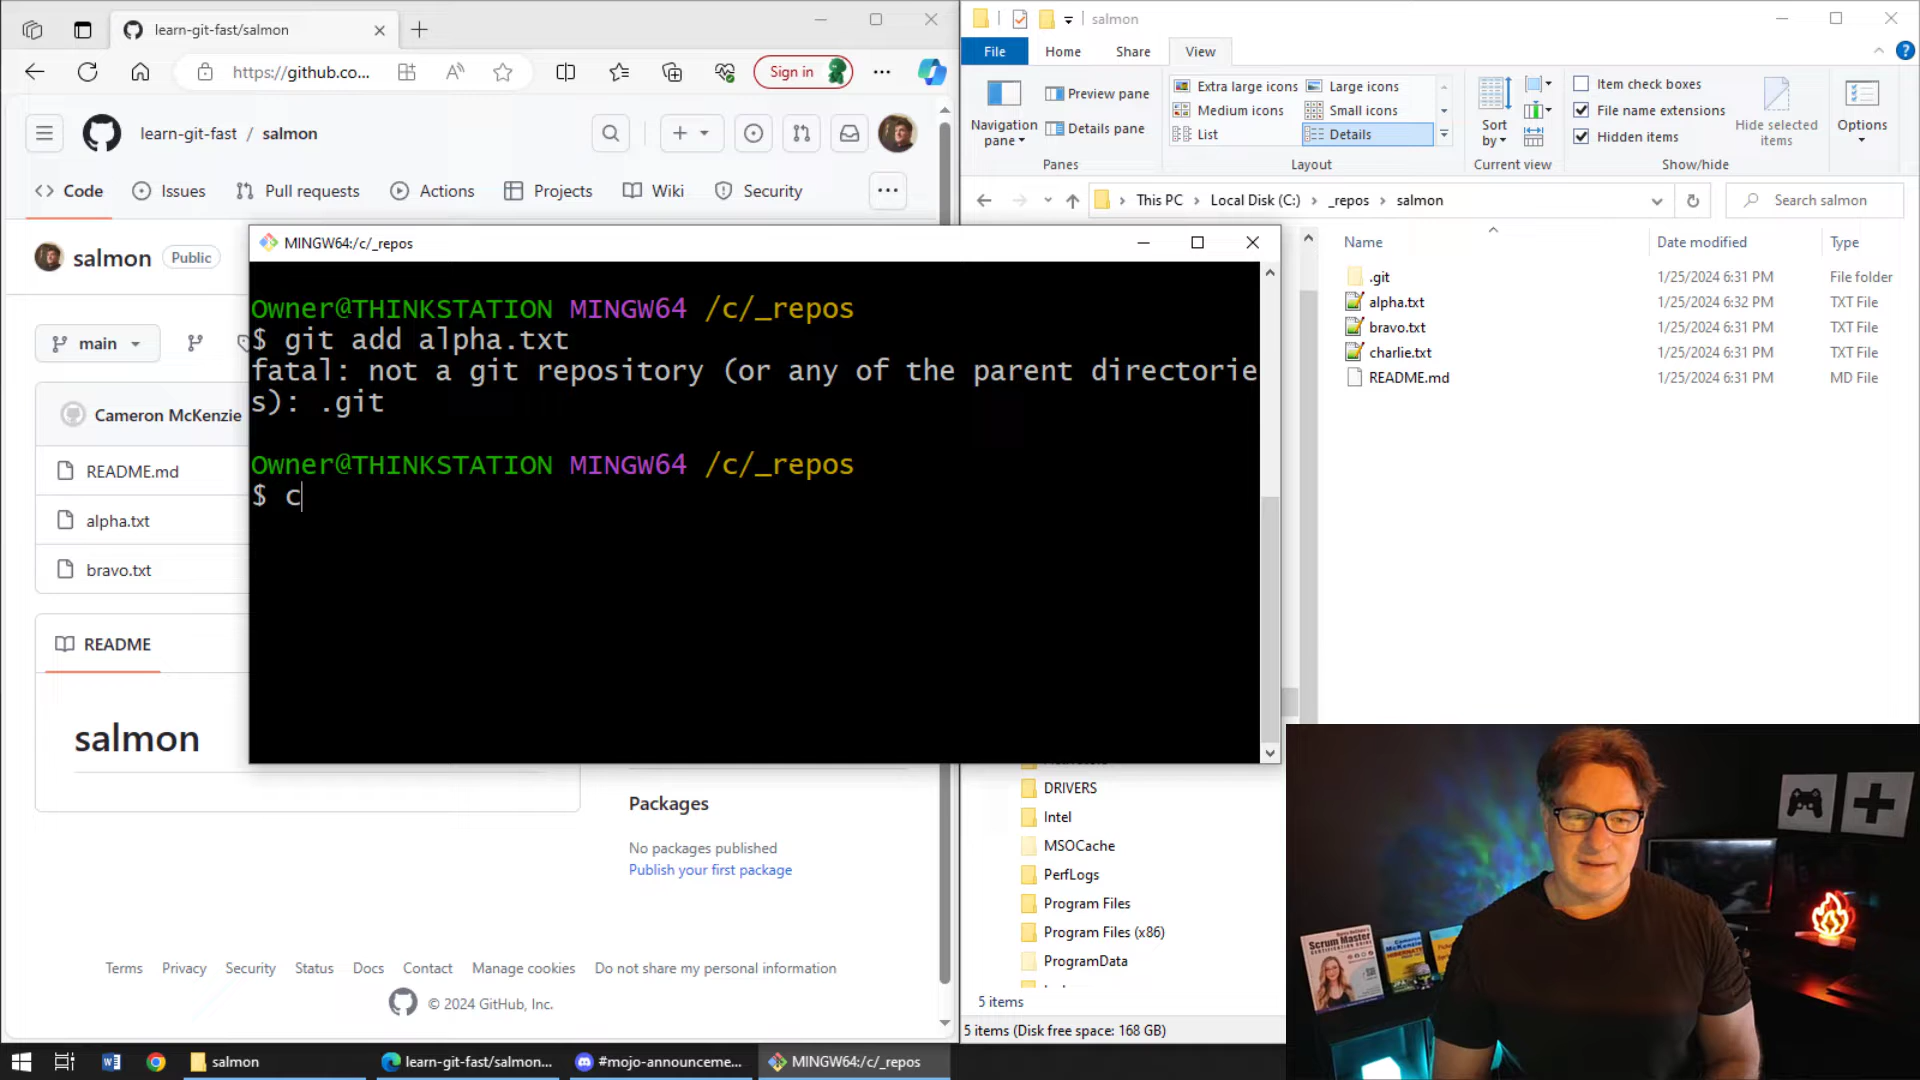 learn-git-fast/salmon
https://github.co...
Sign in
learn-git-fast / salmon
Code
Issues
Pull requests
Actions
Projects
Wiki
Security
salmon
Public
main
Cameron McKenzie
README.md
alpha.txt
bravo.txt
README
salmon
Packages
No packages published
Publish your first package
Terms
Privacy
Security
Status
Docs
Contact
Manage cookies
Do not share my personal information
© 2024 GitHub, Inc.
MINGW64:/c/_repos
Owner@THINKSTATION MINGW64 /c/_repos
$ git add alpha.txt
fatal: not a git repository (or any of the parent directorie
s): .git
Owner@THINKSTATION MINGW64 /c/_repos
$ c
salmon
File
Home
Share
View
Navigation
pane
Preview pane
Details pane
Panes
Extra large icons
Large icons
Medium icons
Small icons
List
Details
Layout
Sort
by
Current view
Item check boxes
File name extensions
Hidden items
Hide selected
items
Show/hide
Options
This PC
Local Disk (C:)
_repos
salmon
Search salmon
Name
Date modified
Type
.git
1/25/2024 6:31 PM
File folder
alpha.txt
1/25/2024 6:32 PM
TXT File
bravo.txt
1/25/2024 6:31 PM
TXT File
charlie.txt
1/25/2024 6:31 PM
TXT File
README.md
1/25/2024 6:31 PM
MD File
DRIVERS
Intel
MSOCache
PerfLogs
Program Files
Program Files (x86)
ProgramData
5 items
5 items (Disk free space: 168 GB)
Scrum Master
salmon
learn-git-fast/salmon...
#mojo-announceme...
MINGW64:/c/_repos